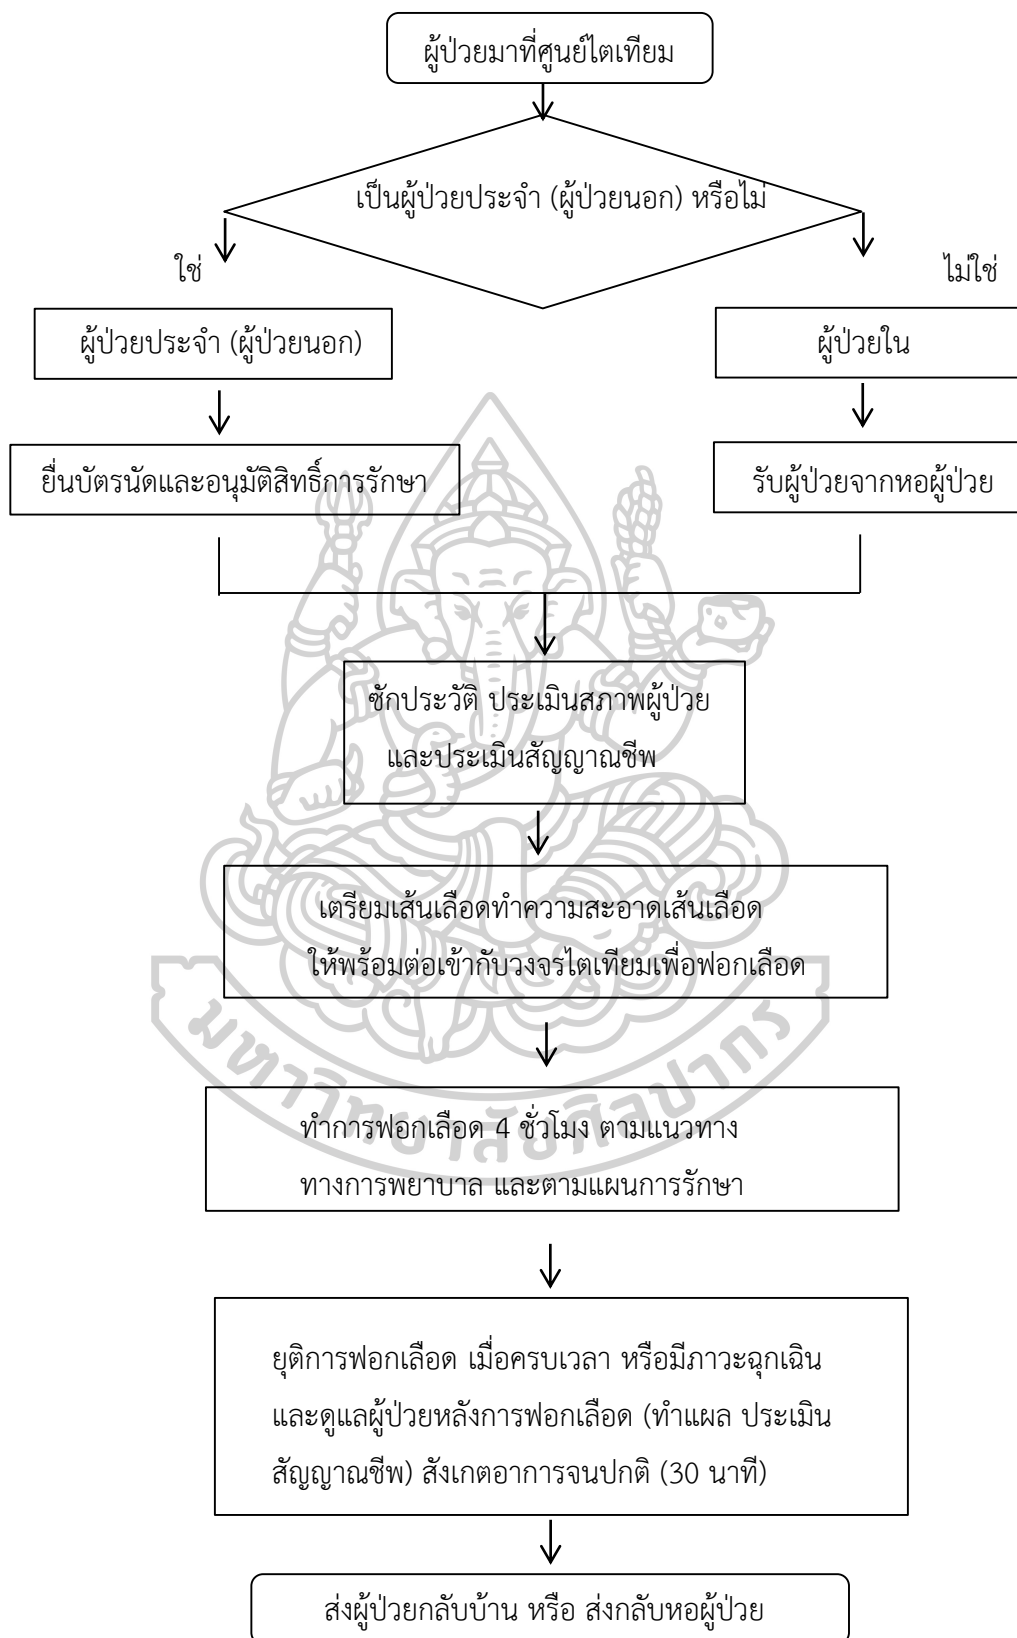 ผู้ป่วยมาที่ศูนย์ไตเทียม
เป็นผู้ป่วยประจำ (ผู้ป่วยนอก) หรือไม่
ใช่
ไม่ใช่
ผู้ป่วยประจำ (ผู้ป่วยนอก)
ผู้ป่วยใน
ยื่นบัตรนัดและอนุมัติสิทธิ์การรักษา
รับผู้ป่วยจากหอผู้ป่วย
ซักประวัติ ประเมินสภาพผู้ป่วย
และประเมินสัญญาณชีพ
เตรียมเส้นเลือดทำความสะอาดเส้นเลือด
ให้พร้อมต่อเข้ากับวงจรไตเทียมเพื่อฟอกเลือด
มหาวิทยาลัยศิลปากร
ทำการฟอกเลือด 4 ชั่วโมง ตามแนวทาง
ทางการพยาบาล และตามแผนการรักษา
ยุติการฟอกเลือด เมื่อครบเวลา หรือมีภาวะฉุกเฉิน
และดูแลผู้ป่วยหลังการฟอกเลือด (ทำแผล ประเมิน
สัญญาณชีพ) สังเกตอาการจนปกติ (30 นาที)
ส่งผู้ป่วยกลับบ้าน หรือ ส่งกลับหอผู้ป่วย